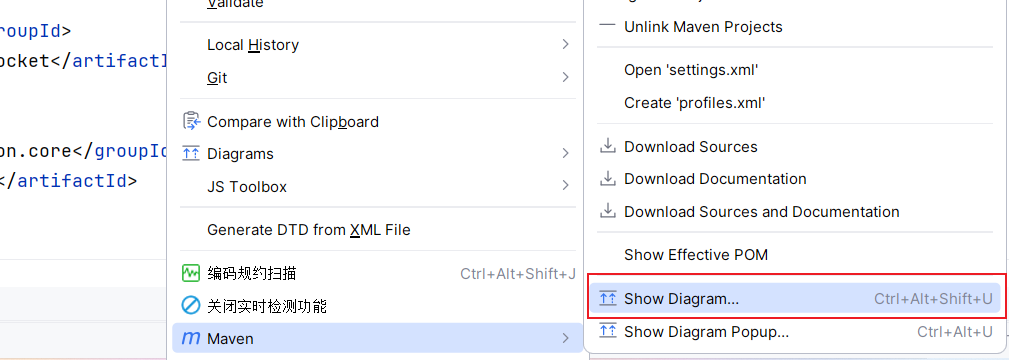 roupId>
ocket</artifactI
on.core</groupId
</artifactId>
Validate
Local History
Git
Compare with Clipboard
Diagrams
JS Toolbox
Generate DTD from XML File
编码规约扫描 Ctrl+Alt+Shift+J
关闭实时检测功能
Maven
Unlink Maven Projects
Open 'settings.xml'
Create 'profiles.xml'
Download Sources
Download Documentation
Download Sources and Documentation
Show Effective POM
Show Diagram... Ctrl+Alt+Shift+U
Show Diagram Popup... Ctrl+Alt+U